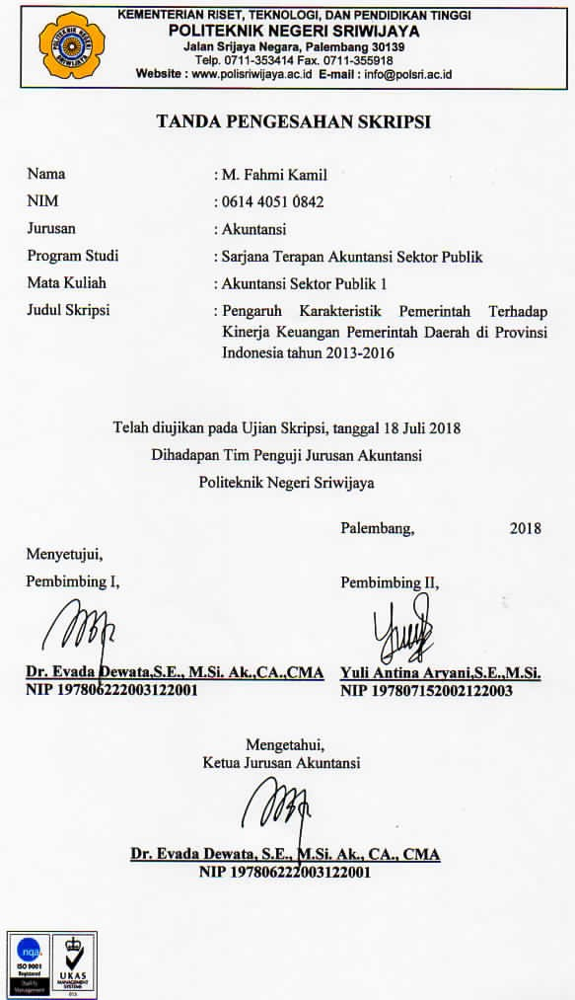 KEMENTERIAN RISET, TEKNOLOGI, DAN PENDIDIKAN TINGGI
POLITEKNIK NEGERI SRIWIJAYA
Jalan Srijaya Negara, Palembang 30139
Telp. 0711-353414 Fax. 0711-355918
Website : www.polisriwijaya.ac.id E-mail : info@polsri.ac.id
POLITEKNIK NEGERI
SRIWIJAYA
TANDA PENGESAHAN SKRIPSI
Nama : M. Fahmi Kamil
NIM : 0614 4051 0842
Jurusan : Akuntansi
Program Studi : Sarjana Terapan Akuntansi Sektor Publik
Mata Kuliah : Akuntansi Sektor Publik 1
Judul Skripsi : Pengaruh Karakteristik Pemerintah Terhadap
Kinerja Keuangan Pemerintah Daerah di Provinsi
Indonesia tahun 2013-2016
Telah diujikan pada Ujian Skripsi, tanggal 18 Juli 2018
Dihadapan Tim Penguji Jurusan Akuntansi
Politeknik Negeri Sriwijaya
Palembang, 2018
Menyetujui,
Pembimbing I, Pembimbing II,
Dr. Evada Dewata,S.E., M.Si. Ak.,CA.,CMA Yuli Antina Aryani,S.E.,M.Si.
NIP 197806222003122001 NIP 197807152002122003
Mengetahui,
Ketua Jurusan Akuntansi
Dr. Evada Dewata, S.E., M.Si. Ak., CA., CMA
NIP 197806222003122001
nqa.
ISO 9001
Registered
Quality
Management
UKAS
MANAGEMENT
SYSTEMS
015